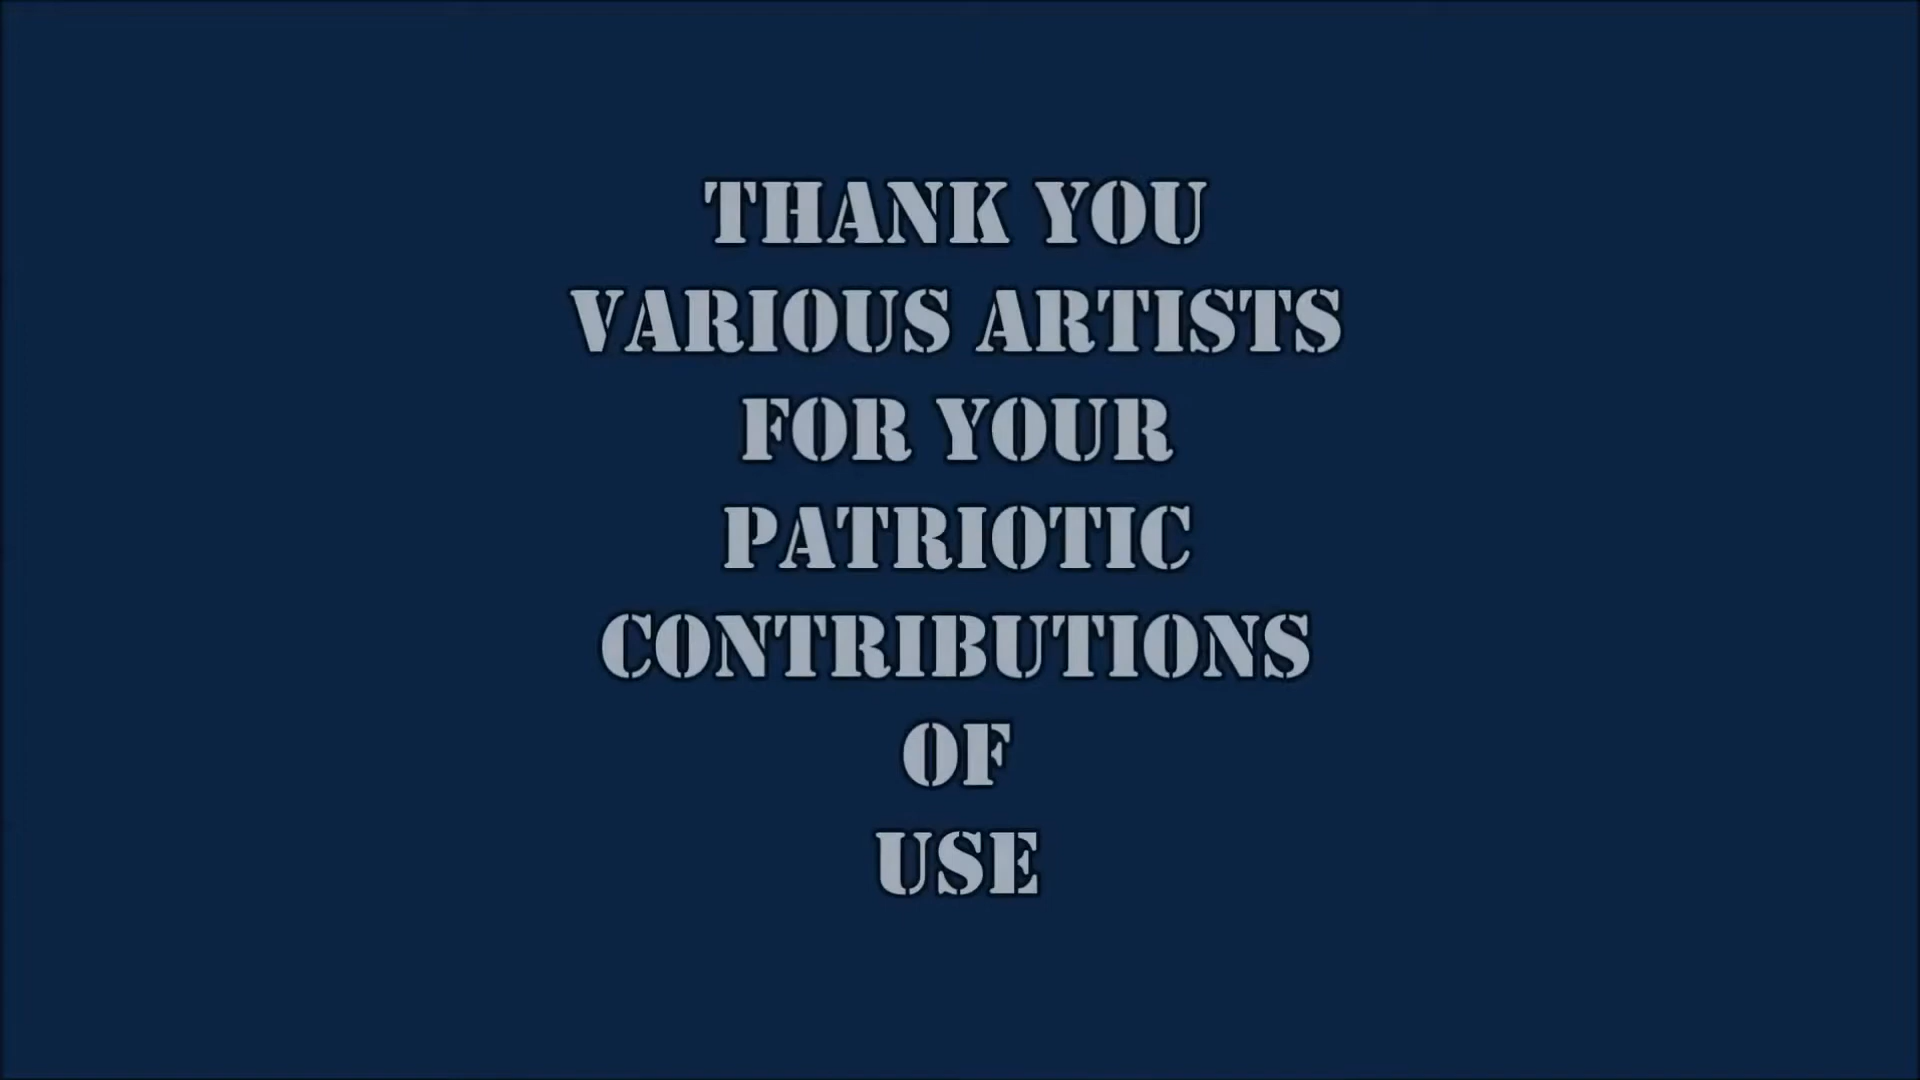 THANK YOU
VARIOUS ARTISTS
FOR YOUR
PATRIOTIC
CONTRIBUTIONS
OF
USE